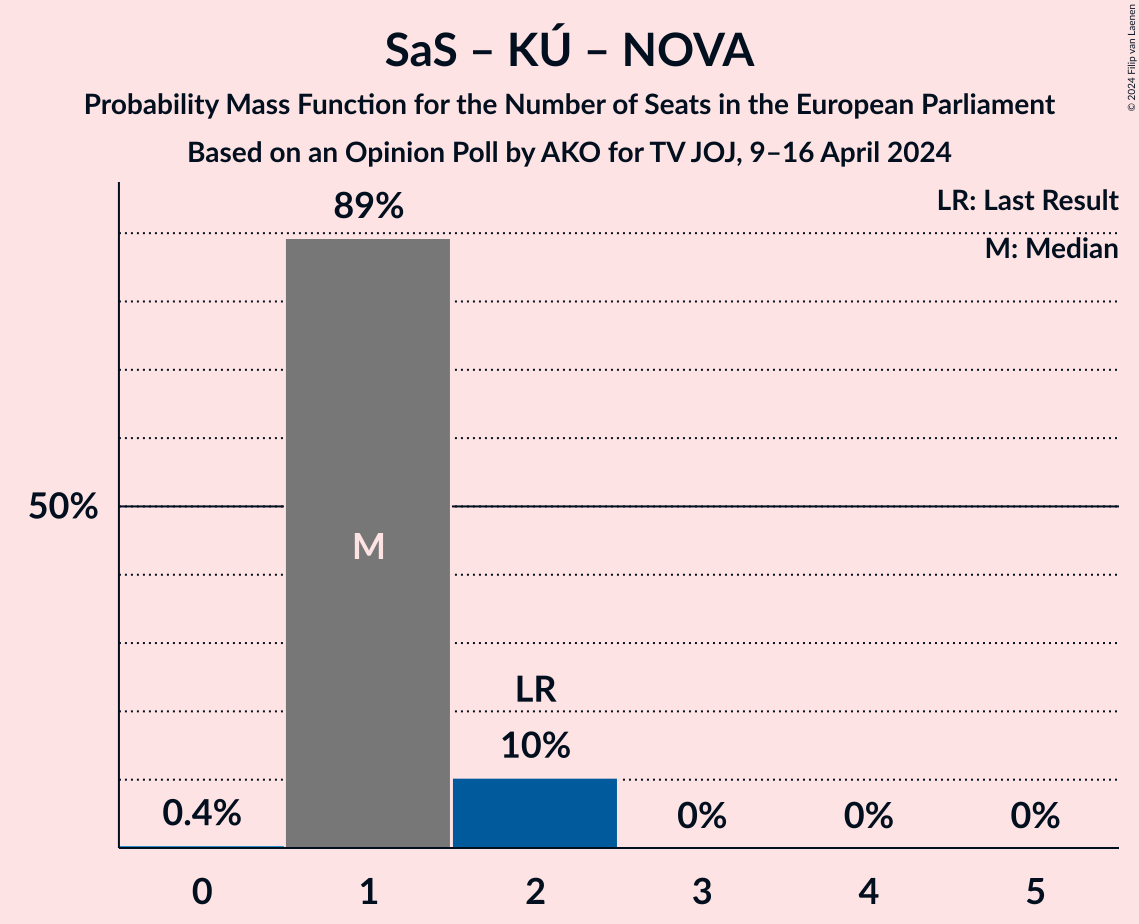 SaS – KÚ – NOVA
Probability Mass Function for the Number of Seats in the European Parliament
Based on an Opinion Poll by AKO for TV JOJ, 9–16 April 2024
© 2024 Filip van Laenen
LR: Last Result
M: Median
89%
50%
M
LR
10%
0.4%
0%
0%
0%
0
1
2
3
4
5